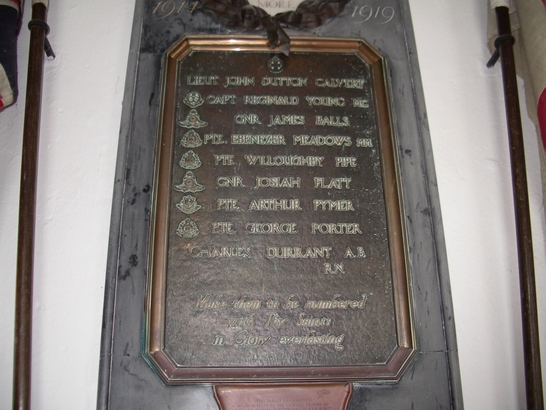 1914
MORE
1919
LIEUT JOHN SUTTON CALVERT
CAPT REGINALD YOUNG MC
GNR JAMES BALLS
PTE. EBENEZER MEADOWS MM
PTE. WILLOUGHBY PIPE
GNR JOSIAH PLATT
PTE. ARTHUR PYMER
PTE. GEORGE PORTER
CHARLES DURRANT A.B.
R.N.
"Make them to be numbered
with Thy Saints
in Glory everlasting"